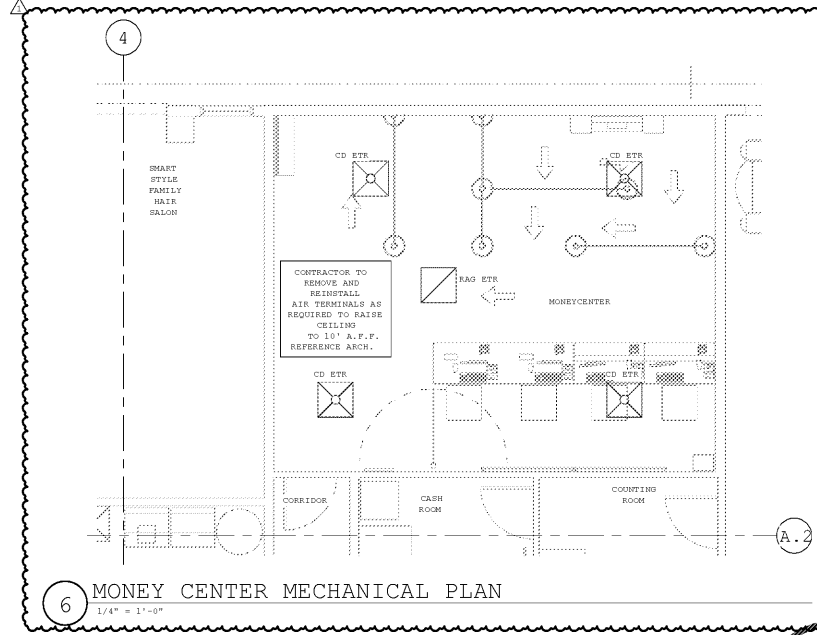 1
4
CD ETR
CD ETR
SMART
STYLE
FAMILY
HAIR
SALON
CONTRACTOR TO
REMOVE AND
REINSTALL
AIR TERMINALS AS
REQUIRED TO RAISE
CEILING
TO 10' A.F.F.
REFERENCE ARCH.
RAG ETR
MONEYCENTER
CD ETR
CD ETR
CORRIDOR
CASH
ROOM
COUNTING
ROOM
A.2
6
MONEY CENTER MECHANICAL PLAN
1/4" = 1'-0"